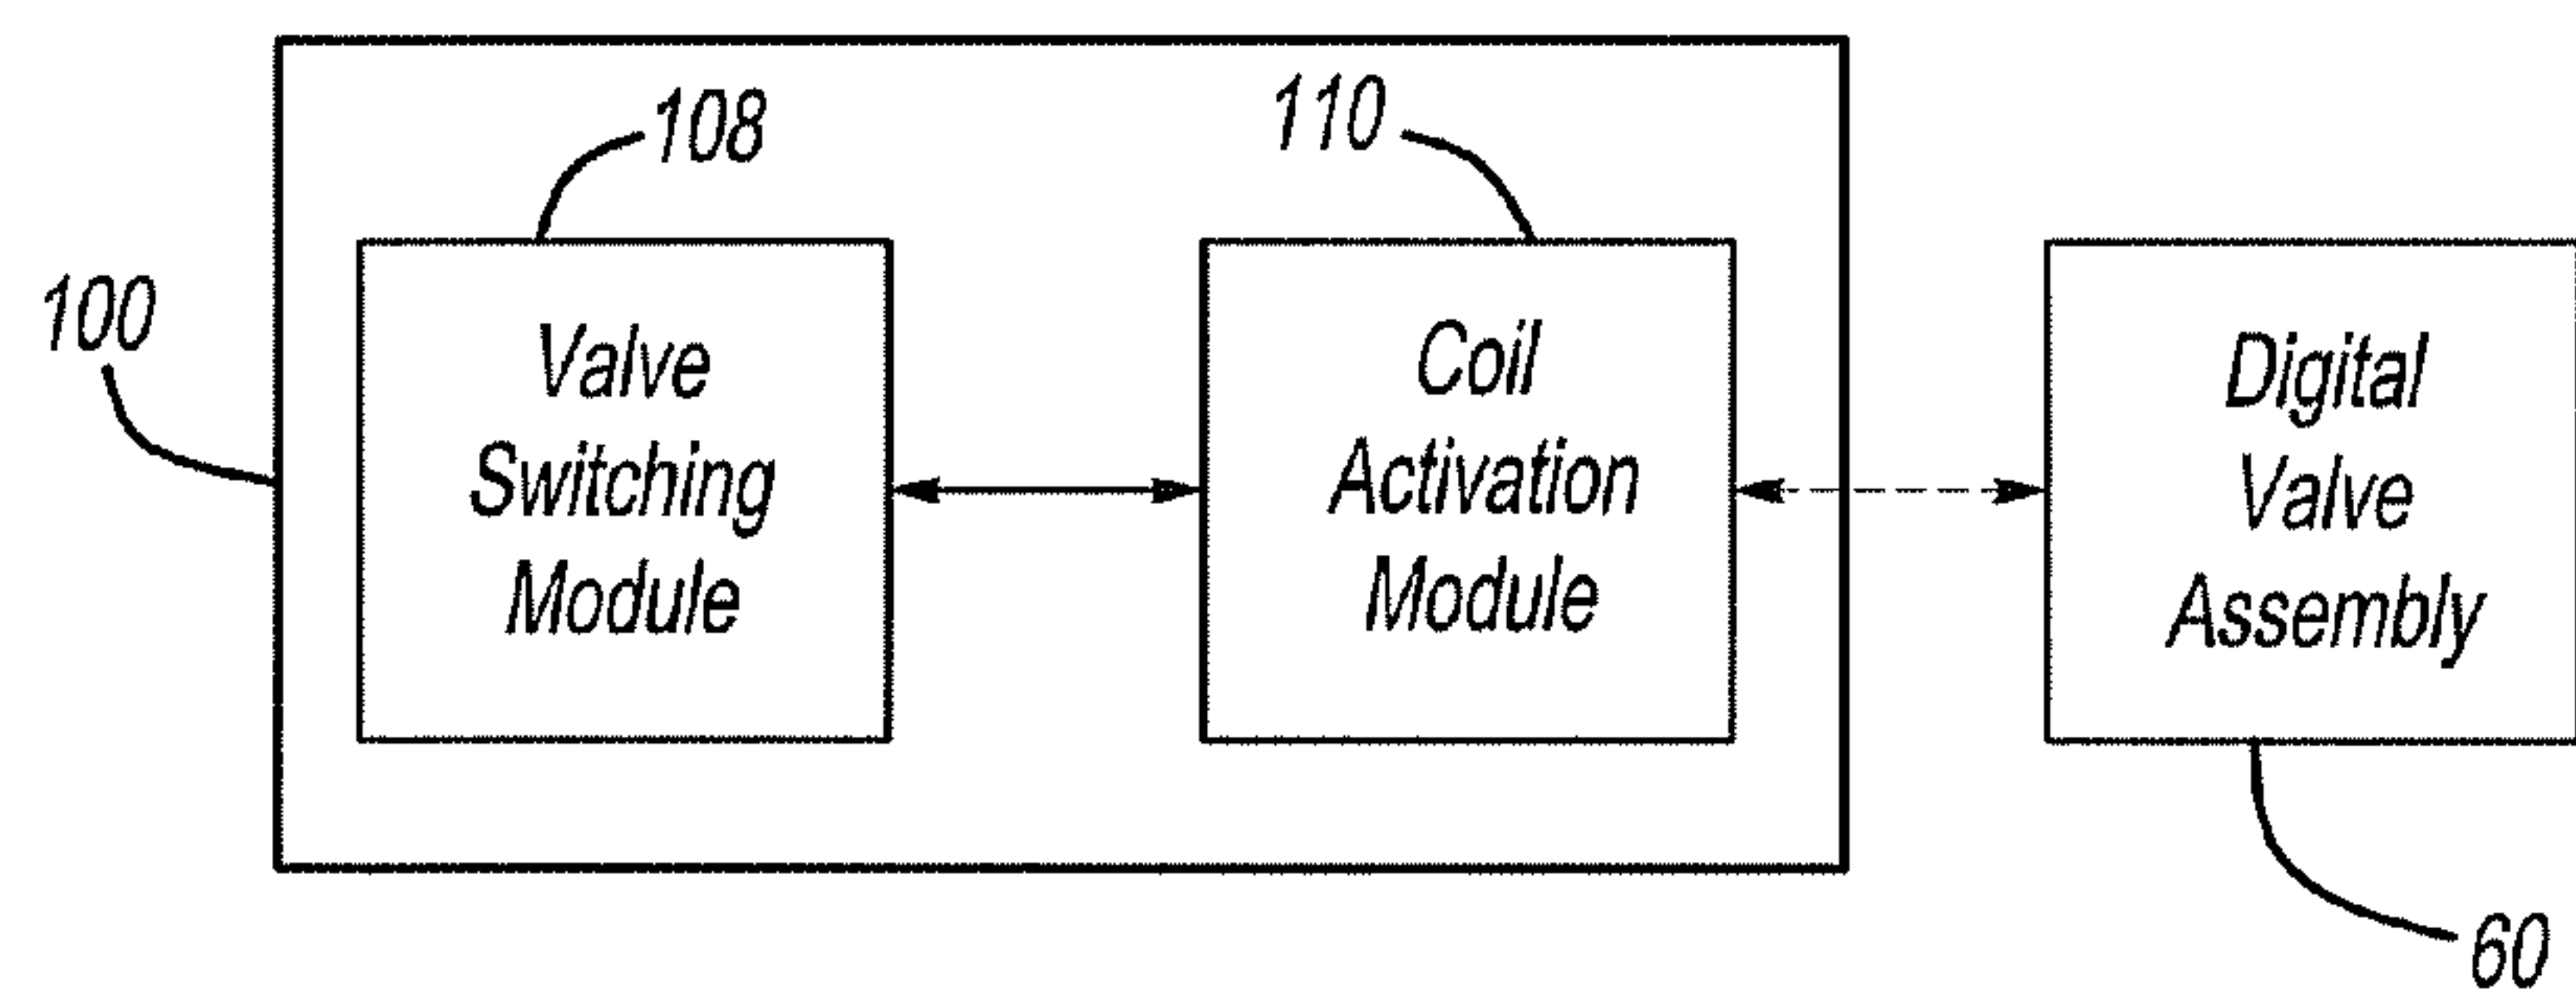 108
110
100
Valve
Switching
Module
Coil
Activation
Module
Digital
Valve
Assembly
60